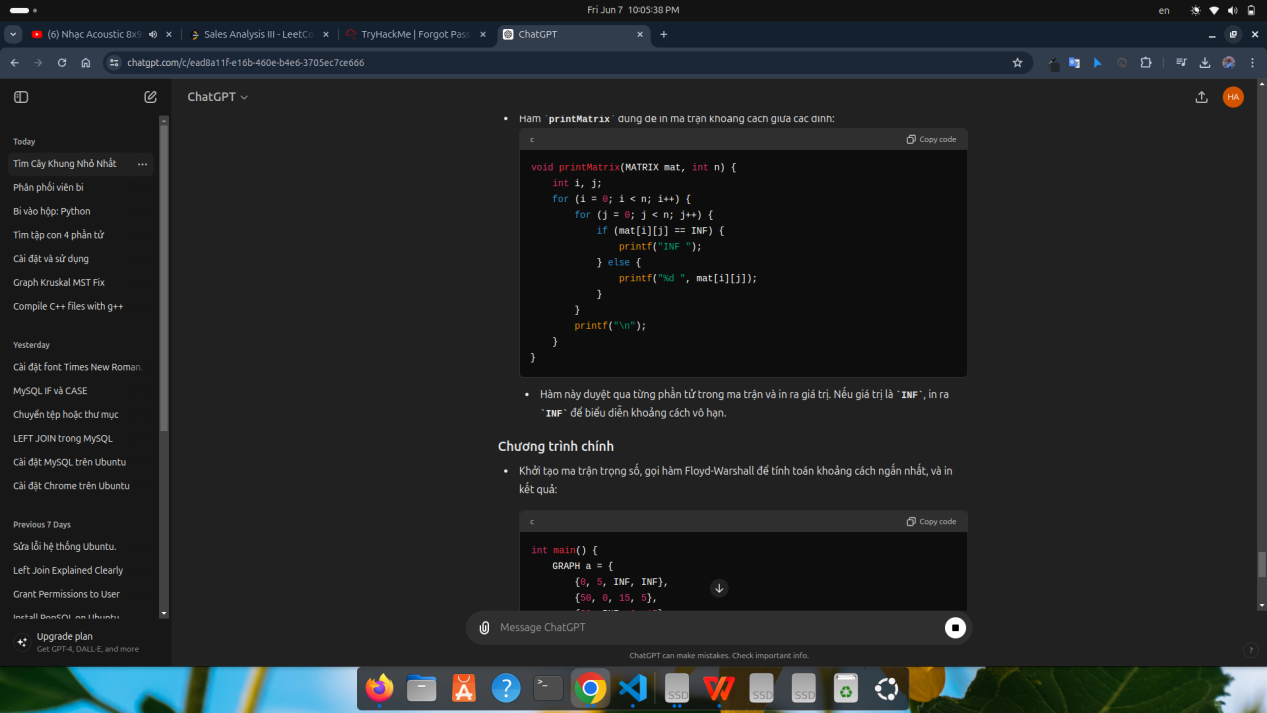 Fri Jun 7 10:05:38 PM
en
(6) Nhạc Acoustic 8x9
Sales Analysis III - LeetCo
TryHackMe | Forgot Pass
ChatGPT
chatgpt.com/c/ead8a11f-e16b-460e-b4e6-3705ec7ce666
ChatGPT
HA
Today
Tìm Cây Khung Nhỏ Nhất
Phân phối viên bi
Bi vào hộp: Python
Tìm tập con 4 phần tử
Cài đặt và sử dụng
Graph Kruskal MST Fix
Compile C++ files with g++
Yesterday
Cài đặt font Times New Roman.
MySQL IF và CASE
Chuyển tệp hoặc thư mục
LEFT JOIN trong MySQL
Cài đặt MySQL trên Ubuntu
Cài đặt Chrome trên Ubuntu
Previous 7 Days
Sửa lỗi hệ thống Ubuntu.
Left Join Explained Clearly
Grant Permissions to User
Install PopSQL on Ubuntu
Upgrade plan
Get GPT-4, DALL-E, and more
Hàm `printMatrix` dùng để in ma trận khoảng cách giữa các đỉnh:
c
Copy code
void printMatrix(MATRIX mat, int n) {
int i, j;
for (i = 0; i < n; i++) {
for (j = 0; j < n; j++) {
if (mat[i][j] == INF) {
printf("INF ");
} else {
printf("%d ", mat[i][j]);
}
}
printf("\n");
}
}
Hàm này duyệt qua từng phần tử trong ma trận và in ra giá trị. Nếu giá trị là `INF`, in ra
`INF` để biểu diễn khoảng cách vô hạn.
Chương trình chính
Khởi tạo ma trận trọng số, gọi hàm Floyd-Warshall để tính toán khoảng cách ngắn nhất, và in
kết quả:
c
Copy code
int main() {
GRAPH a = {
{0, 5, INF, INF},
{50, 0, 15, 5},
Message ChatGPT
ChatGPT can make mistakes. Check important info.
?
SSD
SSD
SSD